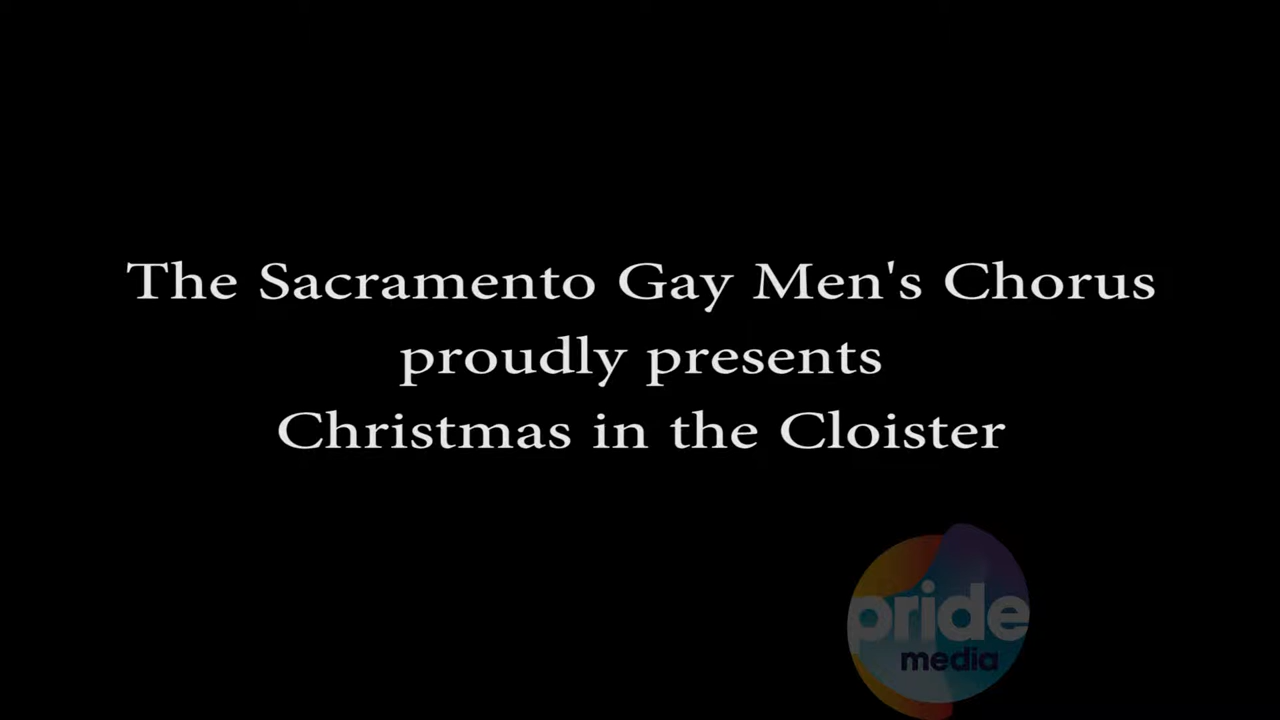 The Sacramento Gay Men's Chorus
proudly presents
Christmas in the Cloister
pride
media